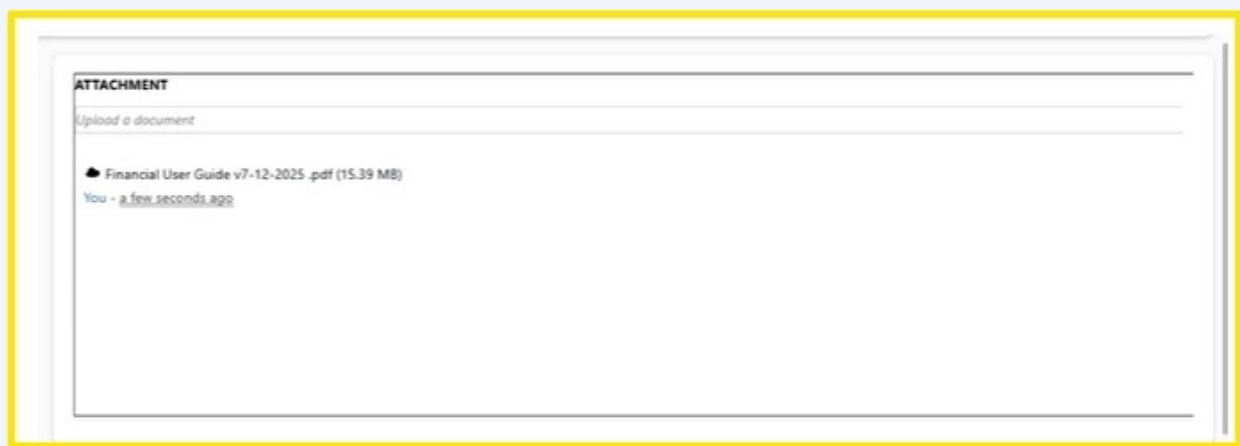 ATTACHMENT
Upload a document
Financial User Guide v7-12-2025 .pdf (15.39 MB)
You - a few seconds ago